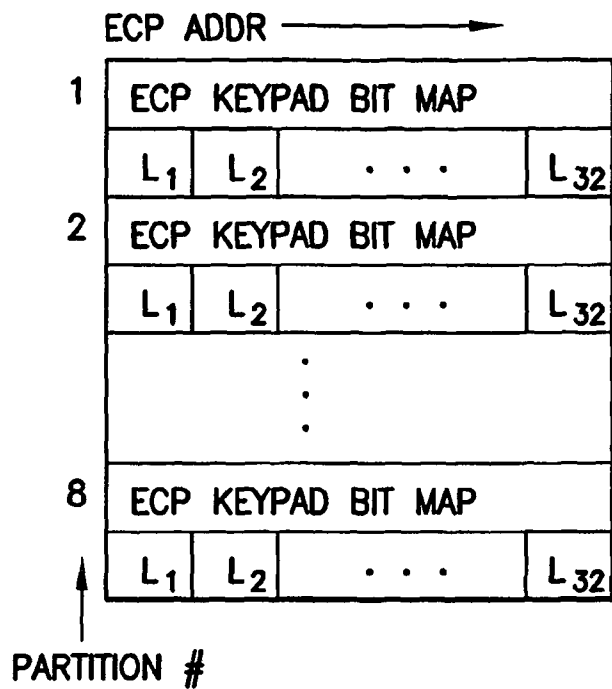 ECP ADDR
1 ECP KEYPAD BIT MAP
L1 L2 . . . L32
2 ECP KEYPAD BIT MAP
L1 L2 . . . L32
.
.
.
8 ECP KEYPAD BIT MAP
L1 L2 . . . L32
PARTITION #